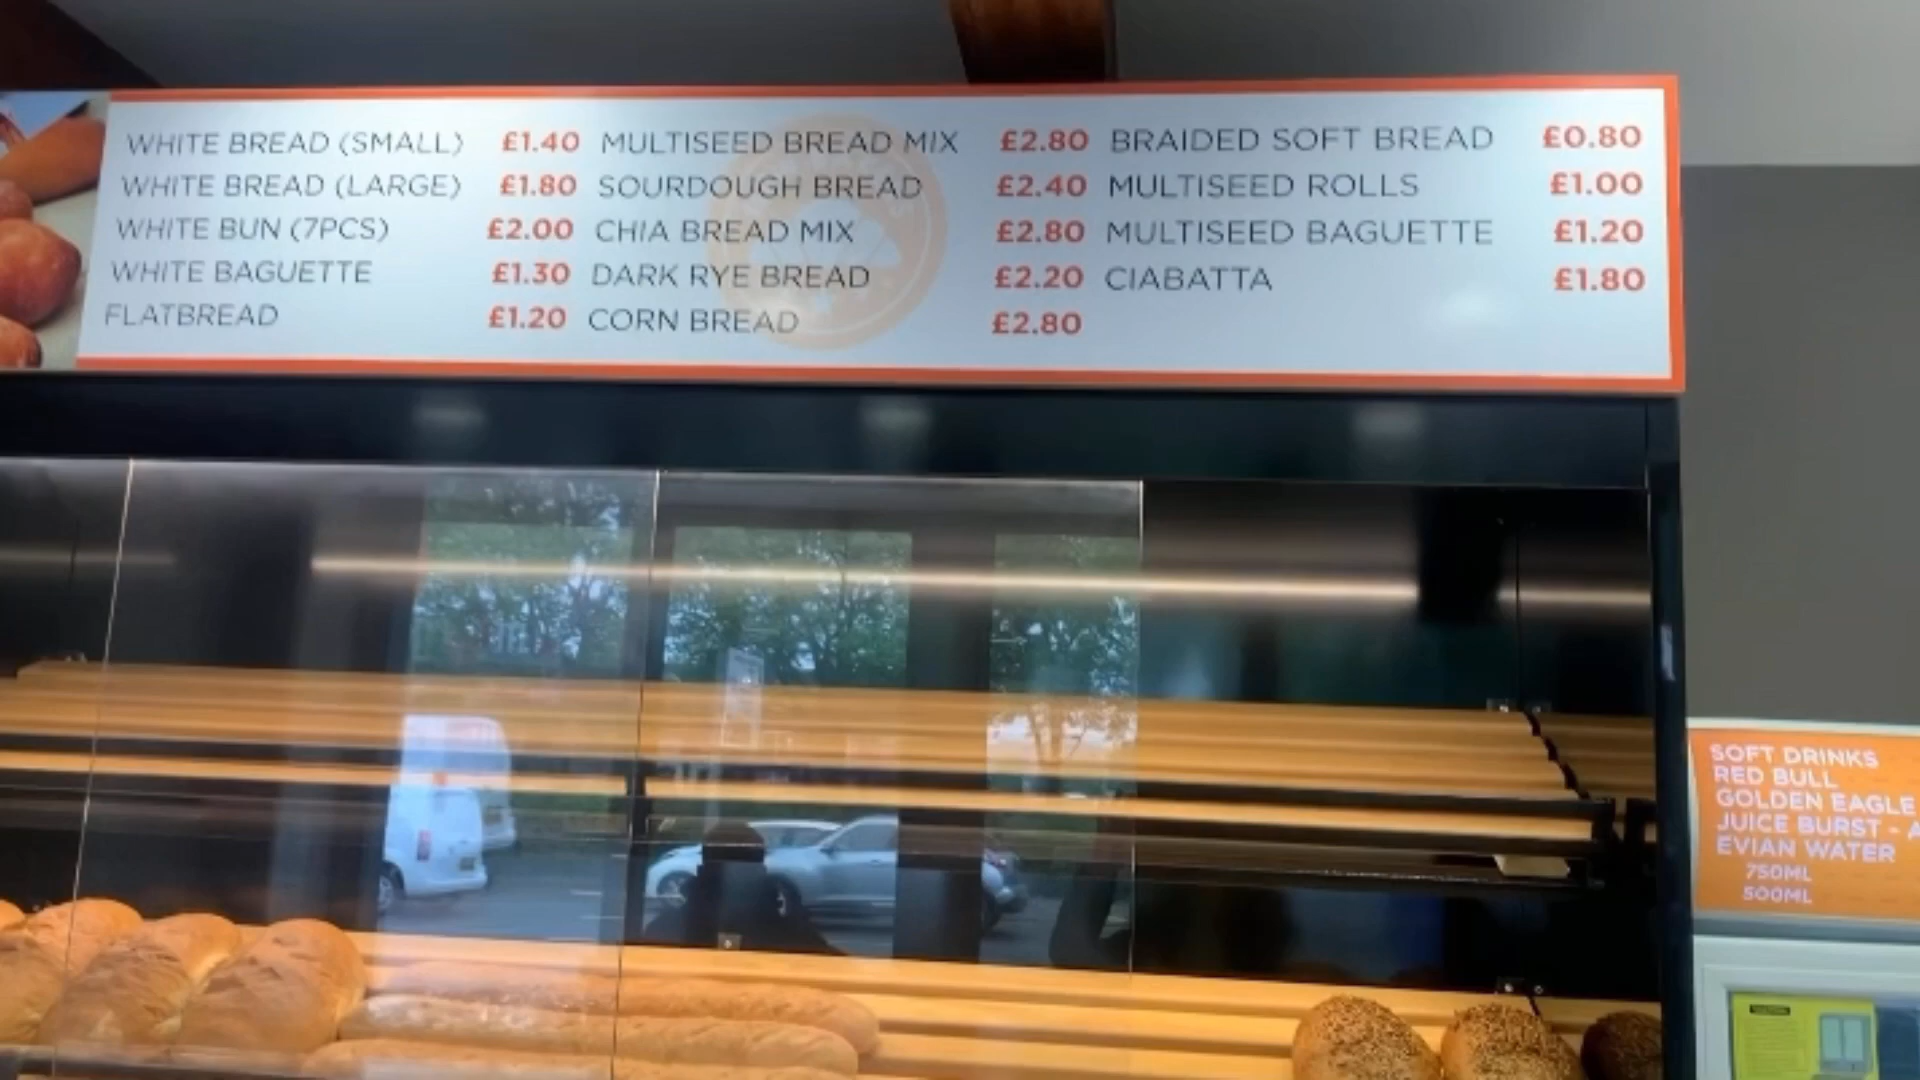 WHITE BREAD (SMALL) £1.40 MULTISEED BREAD MIX £2.80 BRAIDED SOFT BREAD £0.80
WHITE BREAD (LARGE) £1.80 SOURDOUGH BREAD £2.40 MULTISEED ROLLS £1.00
WHITE BUN (7PCS) £2.00 CHIA BREAD MIX £2.80 MULTISEED BAGUETTE £1.20
WHITE BAGUETTE £1.30 DARK RYE BREAD £2.20 CIABATTA £1.80
FLATBREAD £1.20 CORN BREAD £2.80
SOFT DRINKS
RED BULL
GOLDEN EAGLE
JUICE BURST - A
EVIAN WATER
750ML
500ML